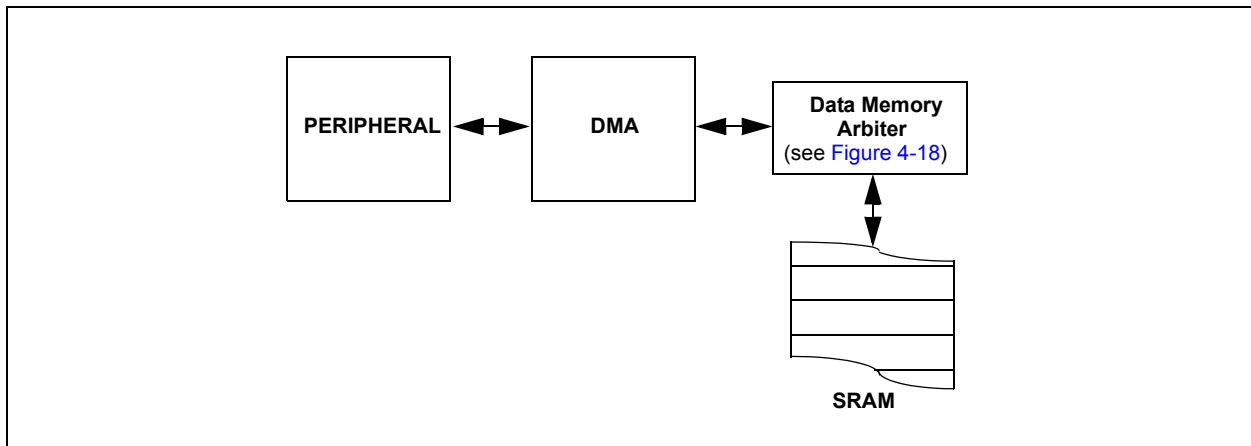 PERIPHERAL
DMA
Data Memory
Arbiter
(see Figure 4-18)
SRAM